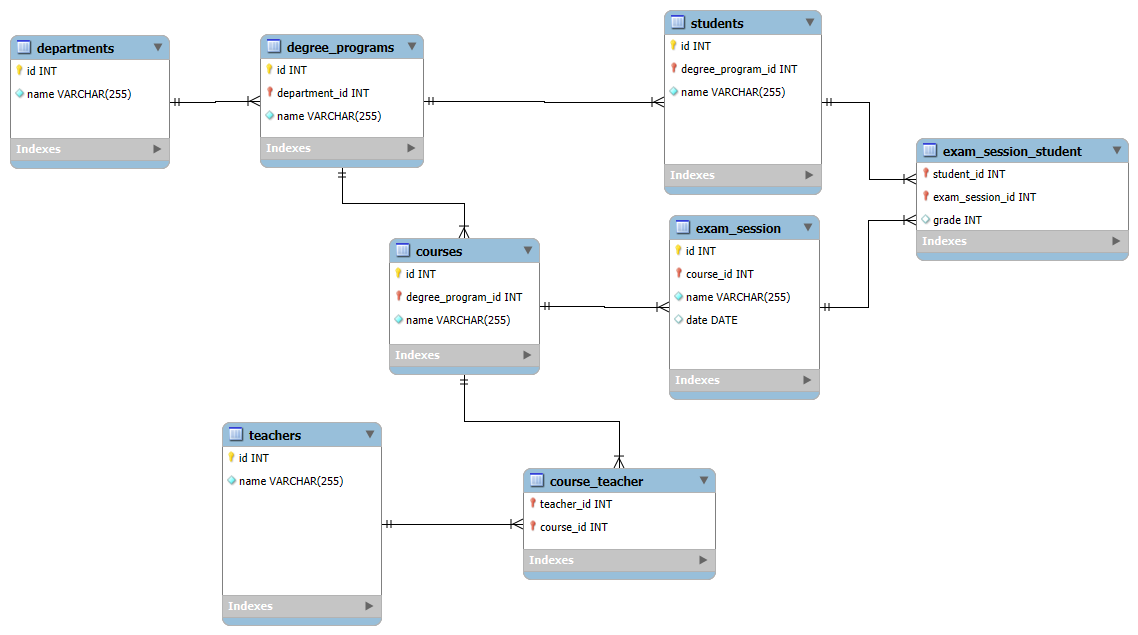 departments
id INT
name VARCHAR(255)
Indexes
degree_programs
id INT
department_id INT
name VARCHAR(255)
Indexes
students
id INT
degree_program_id INT
name VARCHAR(255)
Indexes
exam_session_student
student_id INT
exam_session_id INT
grade INT
Indexes
courses
id INT
degree_program_id INT
name VARCHAR(255)
Indexes
exam_session
id INT
course_id INT
name VARCHAR(255)
date DATE
Indexes
teachers
id INT
name VARCHAR(255)
Indexes
course_teacher
teacher_id INT
course_id INT
Indexes